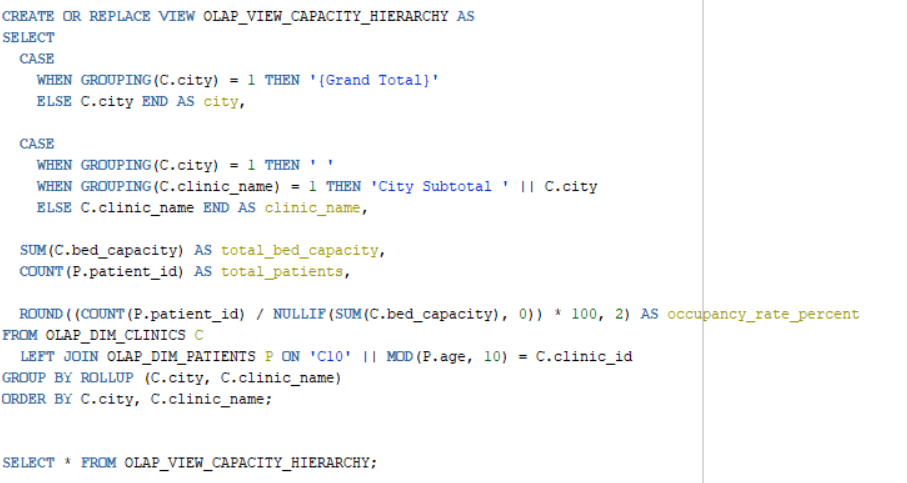 CREATE OR REPLACE VIEW OLAP_VIEW_CAPACITY_HIERARCHY AS
SELECT
  CASE
    WHEN GROUPING(C.city) = 1 THEN '{Grand Total}'
    ELSE C.city END AS city,

  CASE
    WHEN GROUPING(C.city) = 1 THEN ' '
    WHEN GROUPING(C.clinic_name) = 1 THEN 'City Subtotal ' || C.city
    ELSE C.clinic_name END AS clinic_name,

  SUM(C.bed_capacity) AS total_bed_capacity,
  COUNT(P.patient_id) AS total_patients,

  ROUND((COUNT(P.patient_id) / NULLIF(SUM(C.bed_capacity), 0)) * 100, 2) AS occupancy_rate_percent
FROM OLAP_DIM_CLINICS C
  LEFT JOIN OLAP_DIM_PATIENTS P ON 'C10' || MOD(P.age, 10) = C.clinic_id
GROUP BY ROLLUP (C.city, C.clinic_name)
ORDER BY C.city, C.clinic_name;


SELECT * FROM OLAP_VIEW_CAPACITY_HIERARCHY;